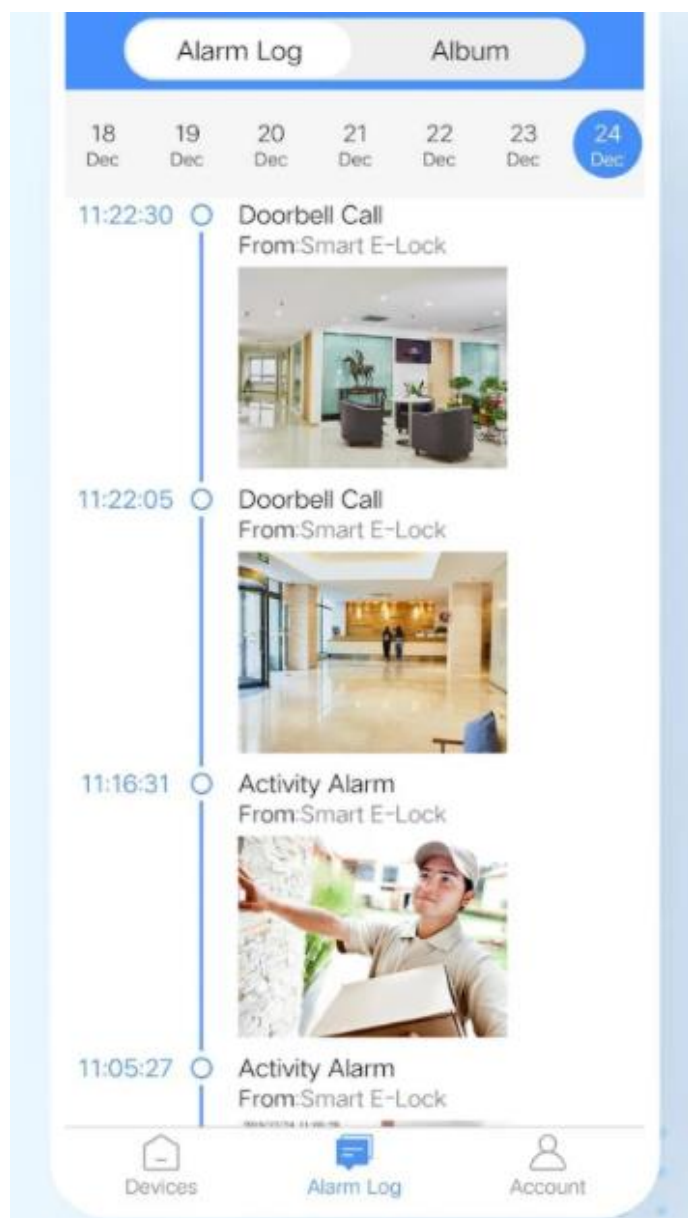 Alarm Log Album
18 19 20 21 22 23 24
Dec Dec Dec Dec Dec Dec Dec
11:22:30 Doorbell Call
From:Smart E-Lock
11:22:05 Doorbell Call
From:Smart E-Lock
11:16:31 Activity Alarm
From:Smart E-Lock
11:05:27 Activity Alarm
From:Smart E-Lock
Devices Alarm Log Account